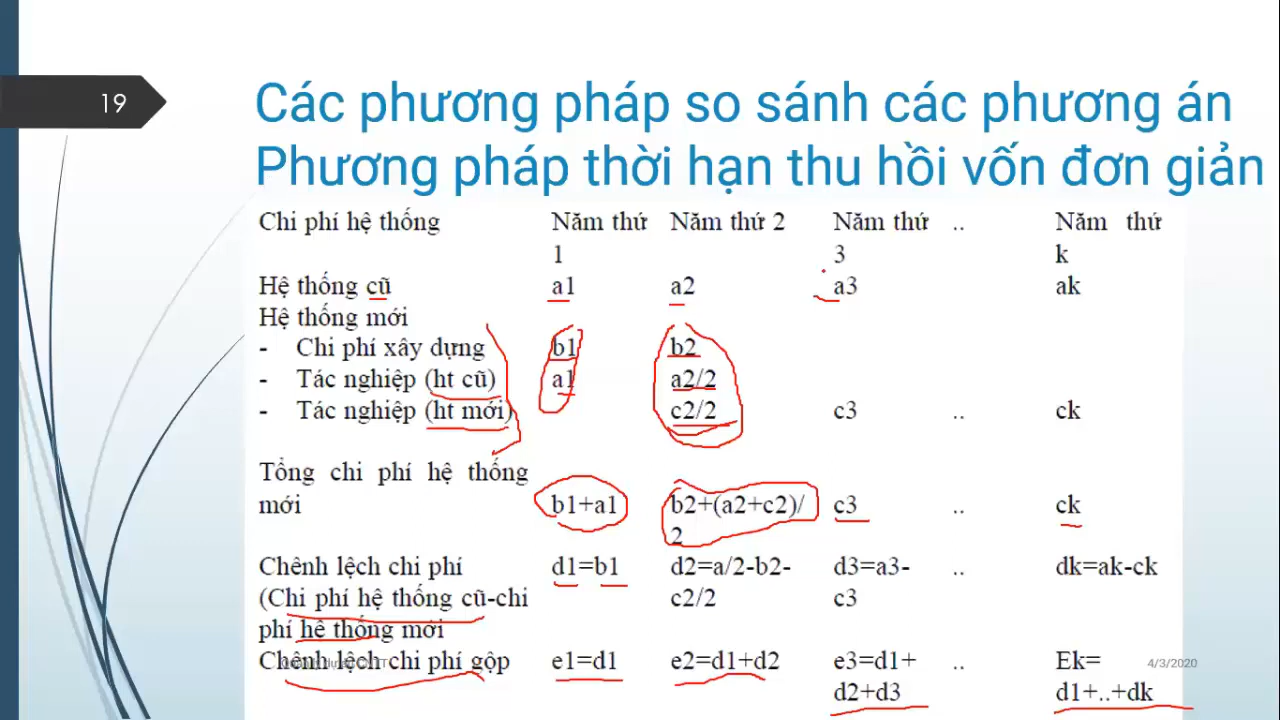 19
Các phương pháp so sánh các phương án
Phương pháp thời hạn thu hồi vốn đơn giản
Chi phí hệ thống Năm thứ 1 Năm thứ 2 Năm thứ 3 .. Năm thứ k
Hệ thống cũ a1 a2 a3 ak
Hệ thống mới
- Chi phí xây dựng b1 b2
- Tác nghiệp (ht cũ) a1 a2/2
- Tác nghiệp (ht mới) c2/2 c3 .. ck
Tổng chi phí hệ thống
mới b1+a1 b2+(a2+c2)/2 c3 .. ck
Chênh lệch chi phí d1=b1 d2=a/2-b2- d3=a3- .. dk=ak-ck
(Chi phí hệ thống cũ-chi c2/2 c3
phí hê thống mới
Chênh lệch chi phí gộp e1=d1 e2=d1+d2 e3=d1+ .. Ek=
d2+d3 d1+..+dk
4/3/2020